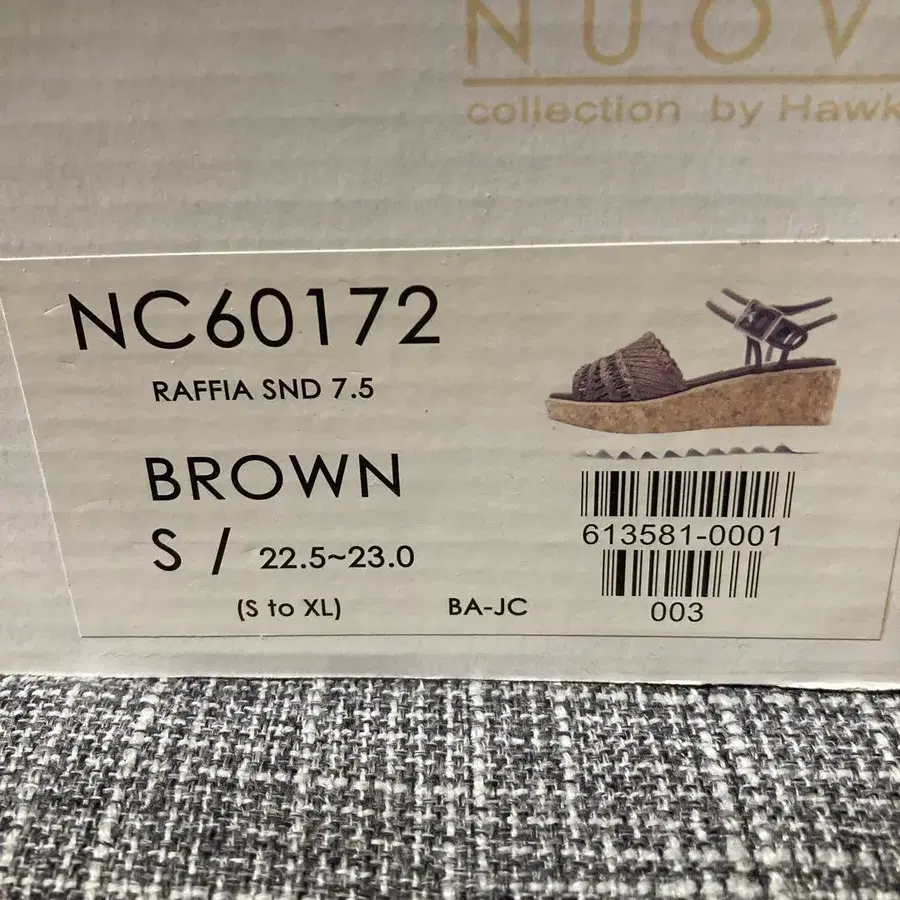 NUOV
collection by Hawk
NC60172
RAFFIA SND 7.5
BROWN
S / 22.5~23.0
(S to XL) BA-JC
613581-0001
003